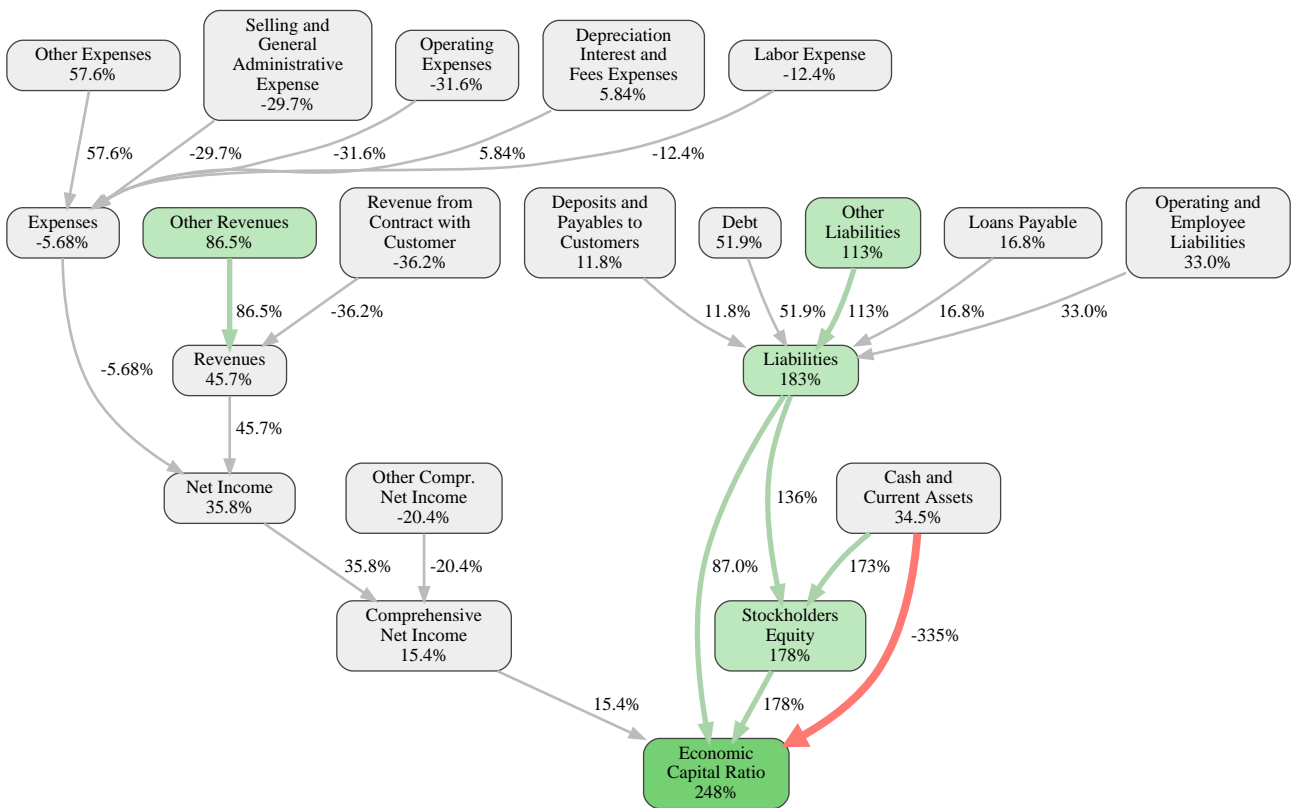 Other Expenses
57.6%
Selling and
General
Administrative
Expense
-29.7%
Operating
Expenses
-31.6%
Depreciation
Interest and
Fees Expenses
5.84%
Labor Expense
-12.4%
57.6%
-29.7%
-31.6%
5.84%
-12.4%
Expenses
-5.68%
Other Revenues
86.5%
Revenue from
Contract with
Customer
-36.2%
Deposits and
Payables to
Customers
11.8%
Debt
51.9%
Other
Liabilities
113%
Loans Payable
16.8%
Operating and
Employee
Liabilities
33.0%
86.5%
-36.2%
11.8%
51.9%
113%
16.8%
33.0%
-5.68%
Revenues
45.7%
Liabilities
183%
45.7%
Net Income
35.8%
Other Compr.
Net Income
-20.4%
136%
Cash and
Current Assets
34.5%
35.8%
-20.4%
87.0%
173%
Comprehensive
Net Income
15.4%
Stockholders
Equity
178%
-335%
15.4%
178%
Economic
Capital Ratio
248%